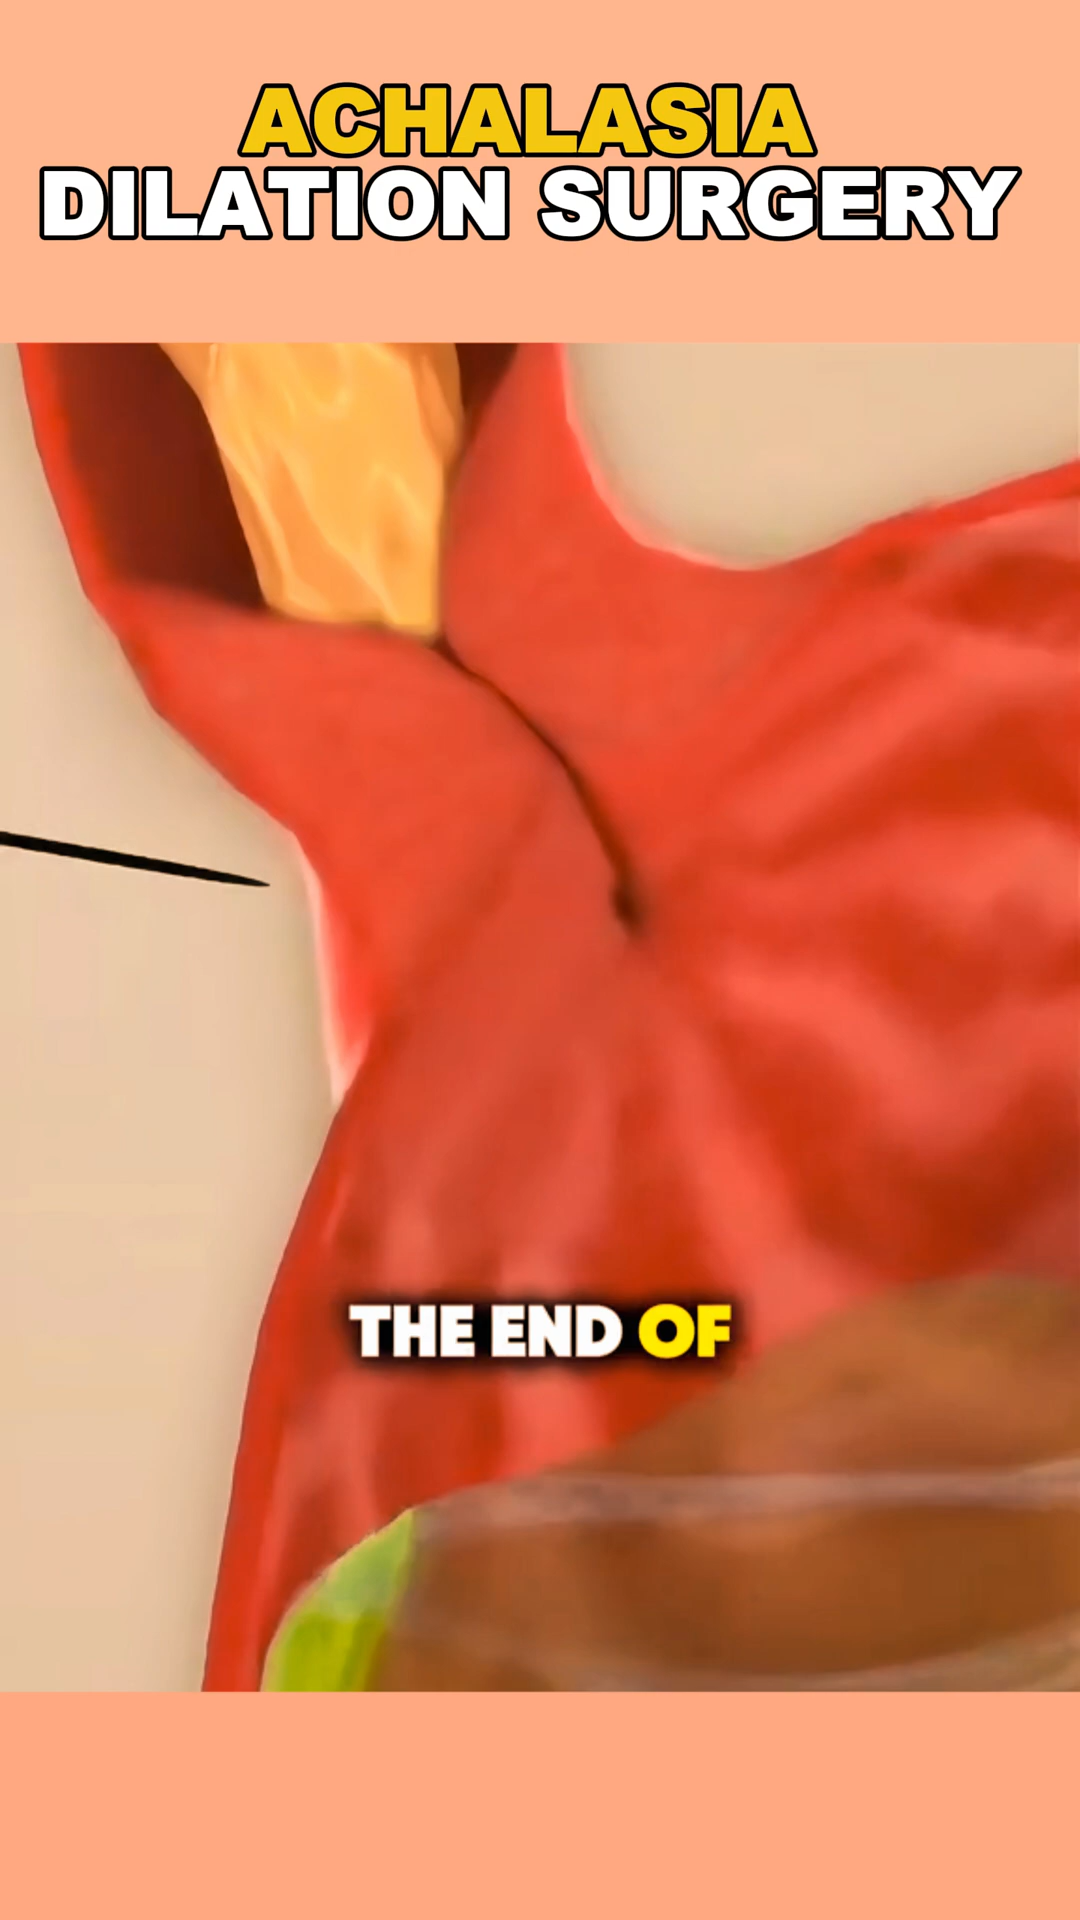 ACHALASIA
DILATION SURGERY
THE END OF